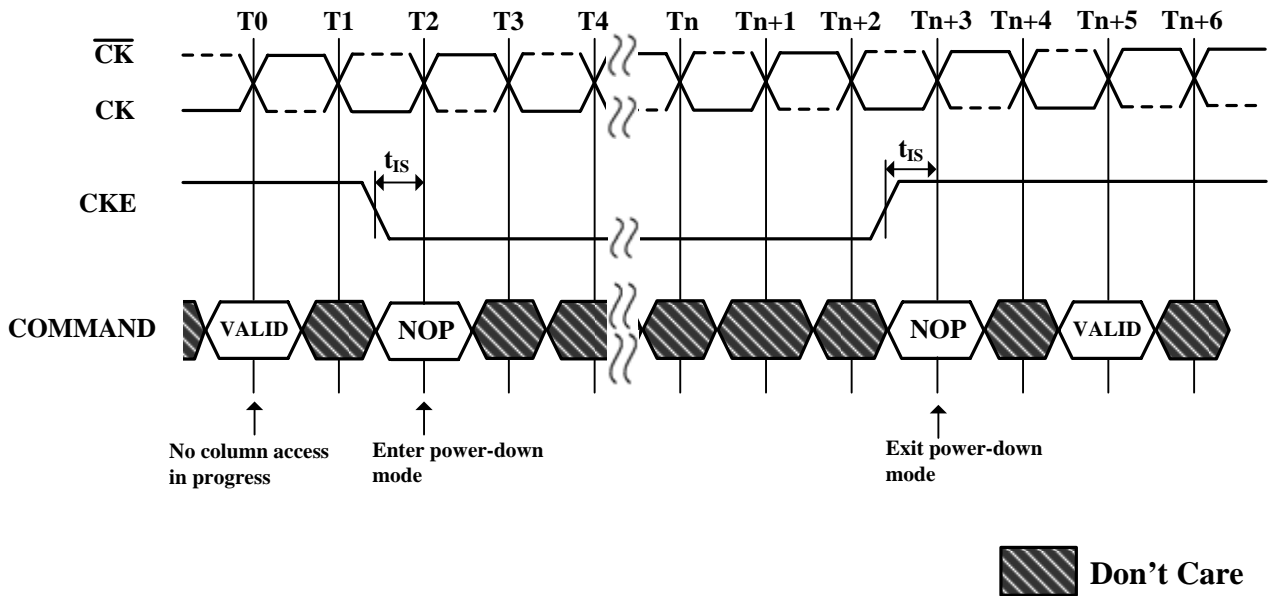 T0 T1 T2 T3 T4 Tn Tn+1 Tn+2 Tn+3 Tn+4 Tn+5 Tn+6
CK
CK
tIS tIS
CKE
COMMAND VALID NOP NOP VALID
No column access
in progress
Enter power-down
mode
Exit power-down
mode
Don't Care